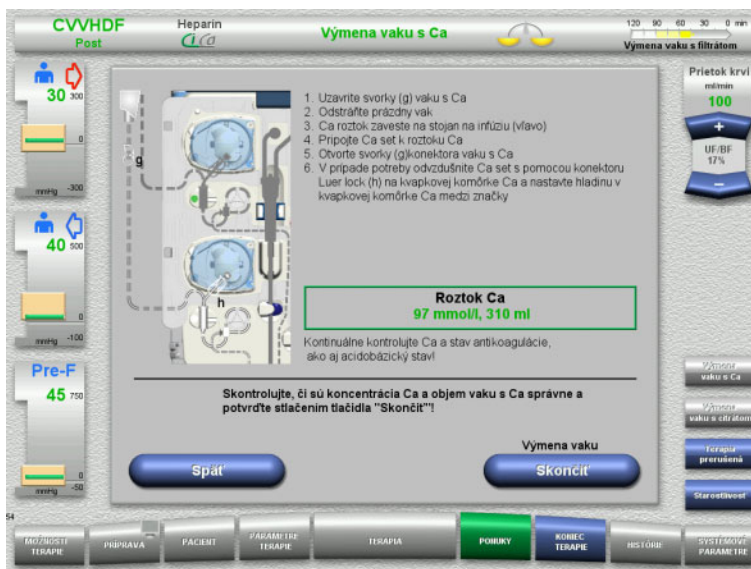 CVVHDF
Post
Heparin
CiCa
Výmena vaku s Ca
120 90 60 30 0 min
Výmena vaku s filtrátom
30 300
0
mmHg -300
40 500
0
mmHg -100
Pre-F
45 750
0
mmHg -50
g
h
1. Uzavrite svorky (g) vaku s Ca
2. Odstráňte prázdny vak
3. Ca roztok zaveste na stojan na infúziu (vľavo)
4. Pripojte Ca set k roztoku Ca
5. Otvorte svorky (g)konektora vaku s Ca
6. V prípade potreby odvzdušnite Ca set s pomocou konektoru
Luer lock (h) na kvapkovej komôrke Ca a nastavte hladinu v
kvapkovej komôrke Ca medzi značky
Roztok Ca
97 mmol/l, 310 ml
Kontinuálne kontrolujte Ca a stav antikoagulácie,
ako aj acidobázický stav!
Skontrolujte, či sú koncentrácia Ca a objem vaku s Ca správne a
potvrďte stlačením tlačidla "Skončiť"!
Výmena vaku
Späť
Skončiť
Prietok krvi
ml/min
100
+
UF/BF
17%
–
Výmena
vaku s Ca
Výmena
vaku s citrátom
Terapia
prerušená
Starostlivosť
54
MOŽNOSTI
TERAPIE
PRÍPRAVA
PACIENT
PARAMETRE
TERAPIE
TERAPIA
PONUKY
KONIEC
TERAPIE
HISTÓRIE
SYSTÉMOVÉ
PARAMETRE